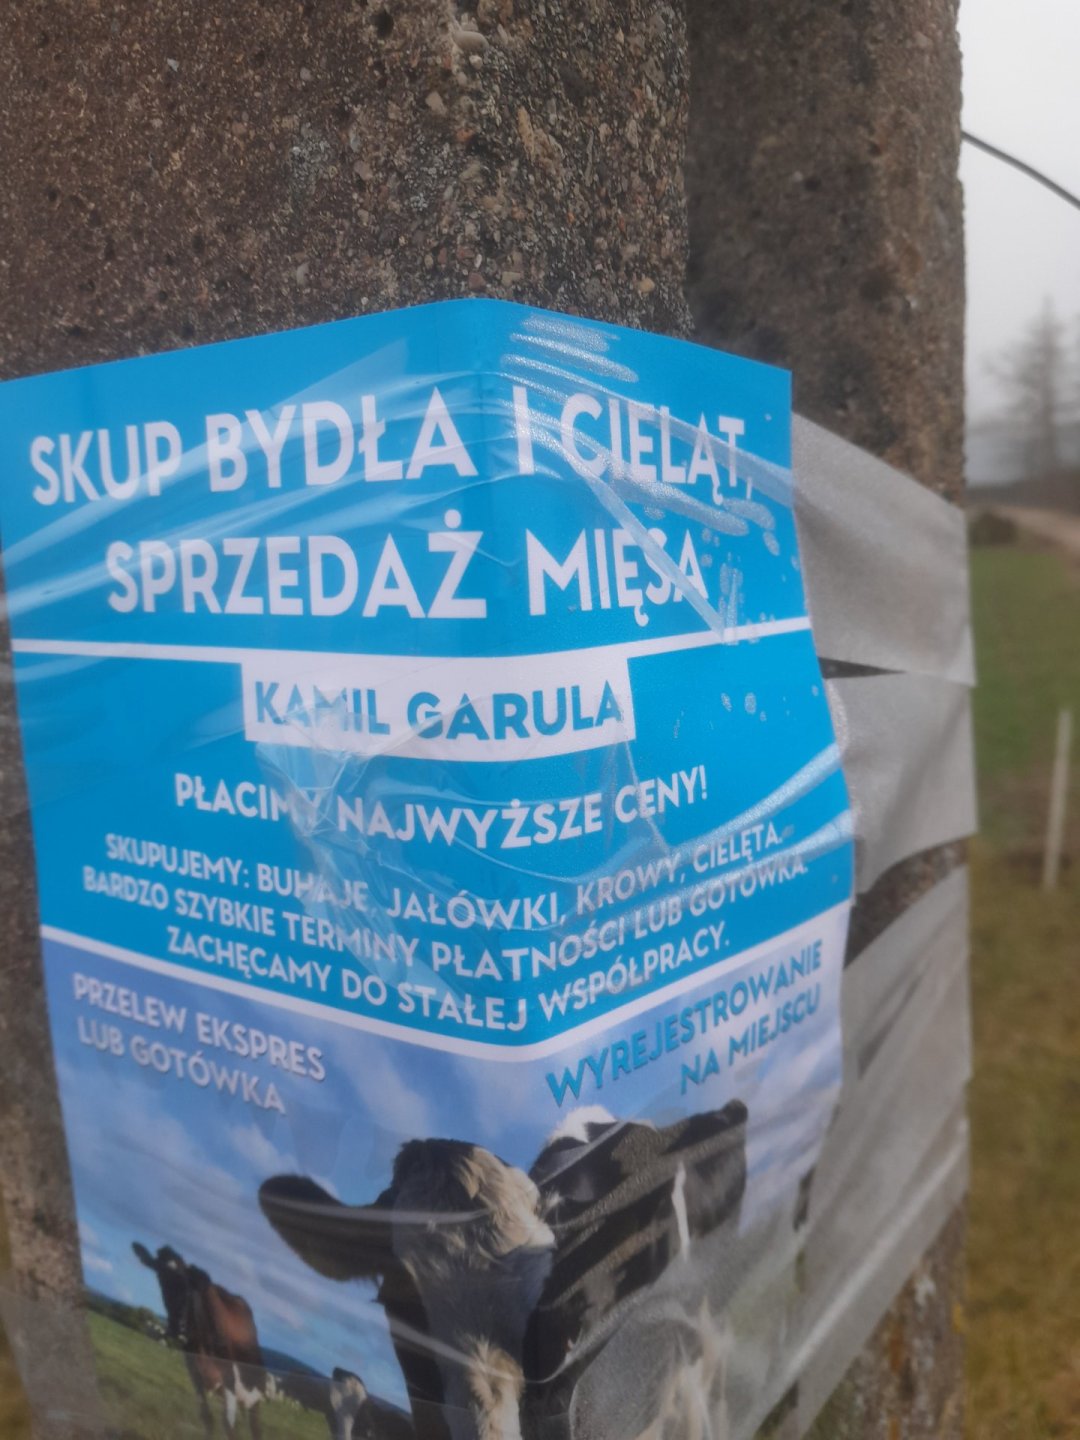 SKUP BYDŁA I CIELĄT,
SPRZEDAŻ MIĘSA
KAMIL GARULA
PŁACIMY NAJWYŻSZE CENY!
SKUPUJEMY: BUHAJE, JAŁÓWKI, KROWY, CIELĘTA.
BARDZO SZYBKIE TERMINY PŁATNOŚCI LUB GOTÓWKA.
ZACHĘCAMY DO STAŁEJ WSPÓŁPRACY.
PRZELEW EKSPRES
LUB GOTÓWKA
WYREJESTROWANIE
NA MIEJSCU